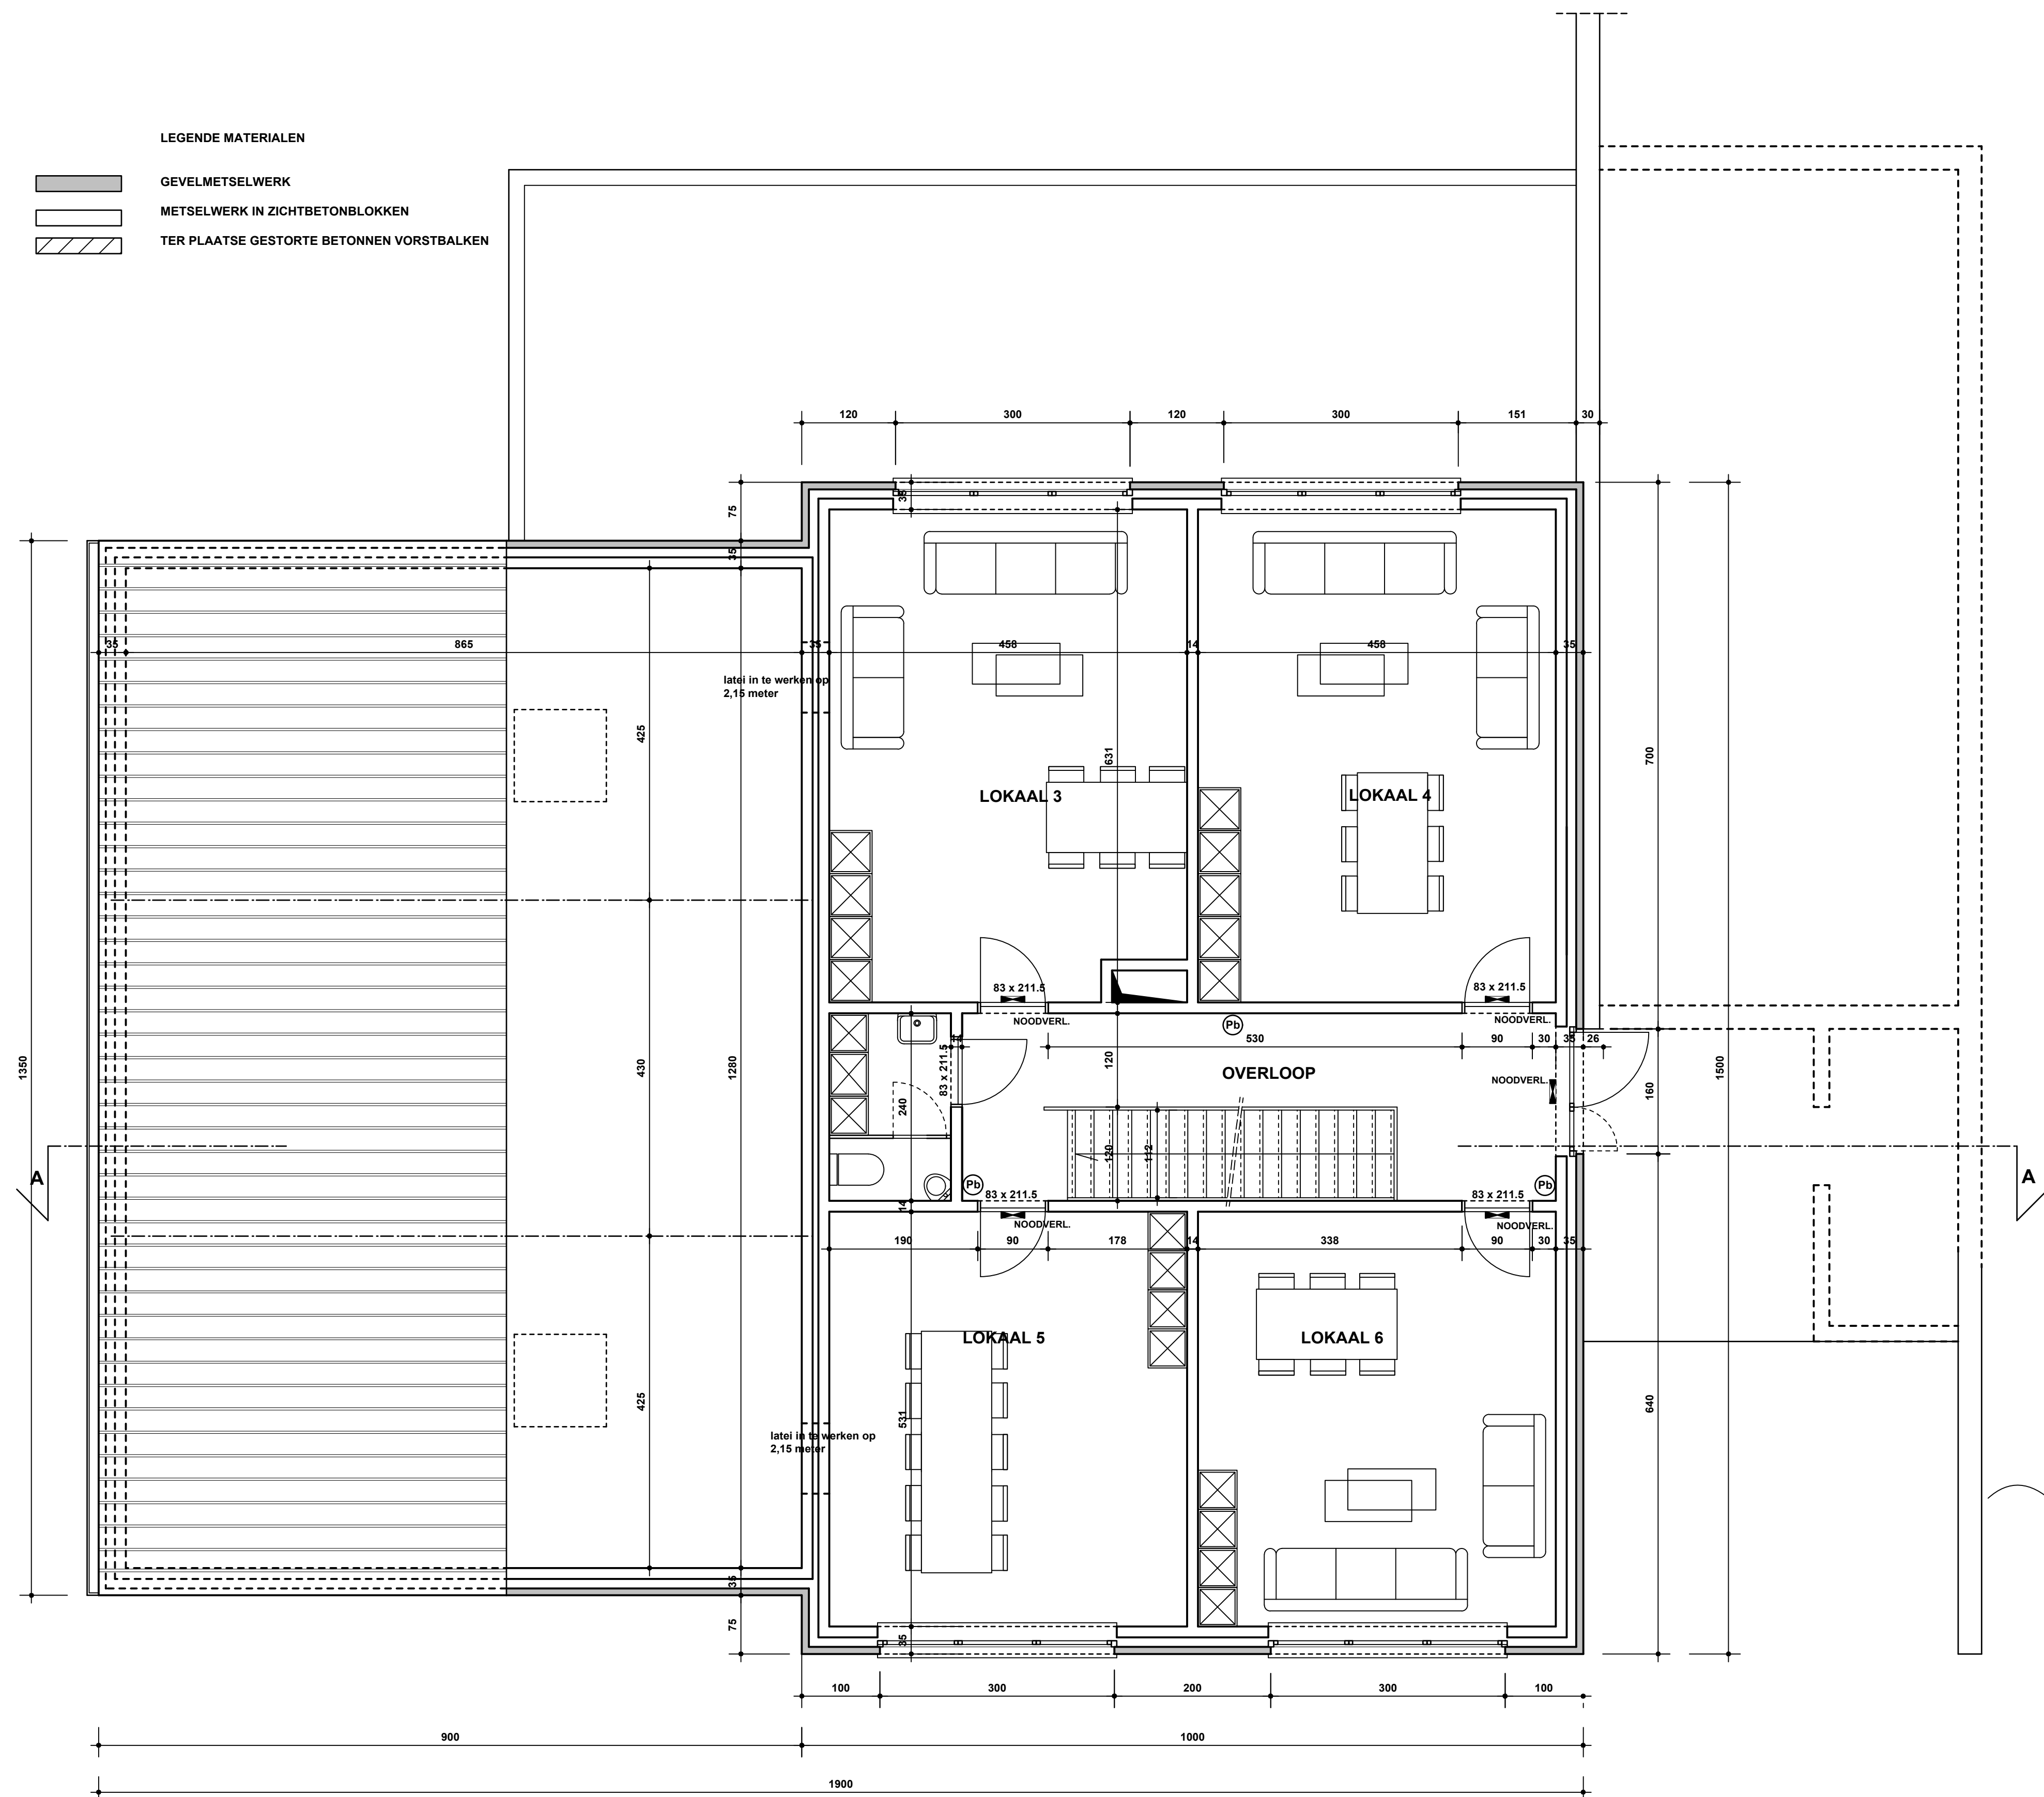 LEGENDE MATERIALEN
GEVELMETSELWERK
METSELWERK IN ZICHTBETONBLOKKEN
TER PLAATSE GESTORTE BETONNEN VORSTBALKEN
120
300
120
300
151
30
75
35
35
35
865
35
458
14
458
35
latei in te werken op
2,15 meter
425
631
700
LOKAAL 3
LOKAAL 4
83 x 211.5
83 x 211.5
NOODVERL.
NOODVERL.
Pb
14
530
90
30
35
26
1350
430
1280
83 x 211.5
120
OVERLOOP
NOODVERL.
160
1500
240
120
112
A
A
Pb
Pb
83 x 211.5
83 x 211.5
14
NOODVERL.
NOODVERL.
190
90
178
14
338
90
30
35
LOKAAL 5
LOKAAL 6
425
531
640
latei in te werken op
2,15 meter
35
75
35
100
300
200
300
100
900
1000
1900